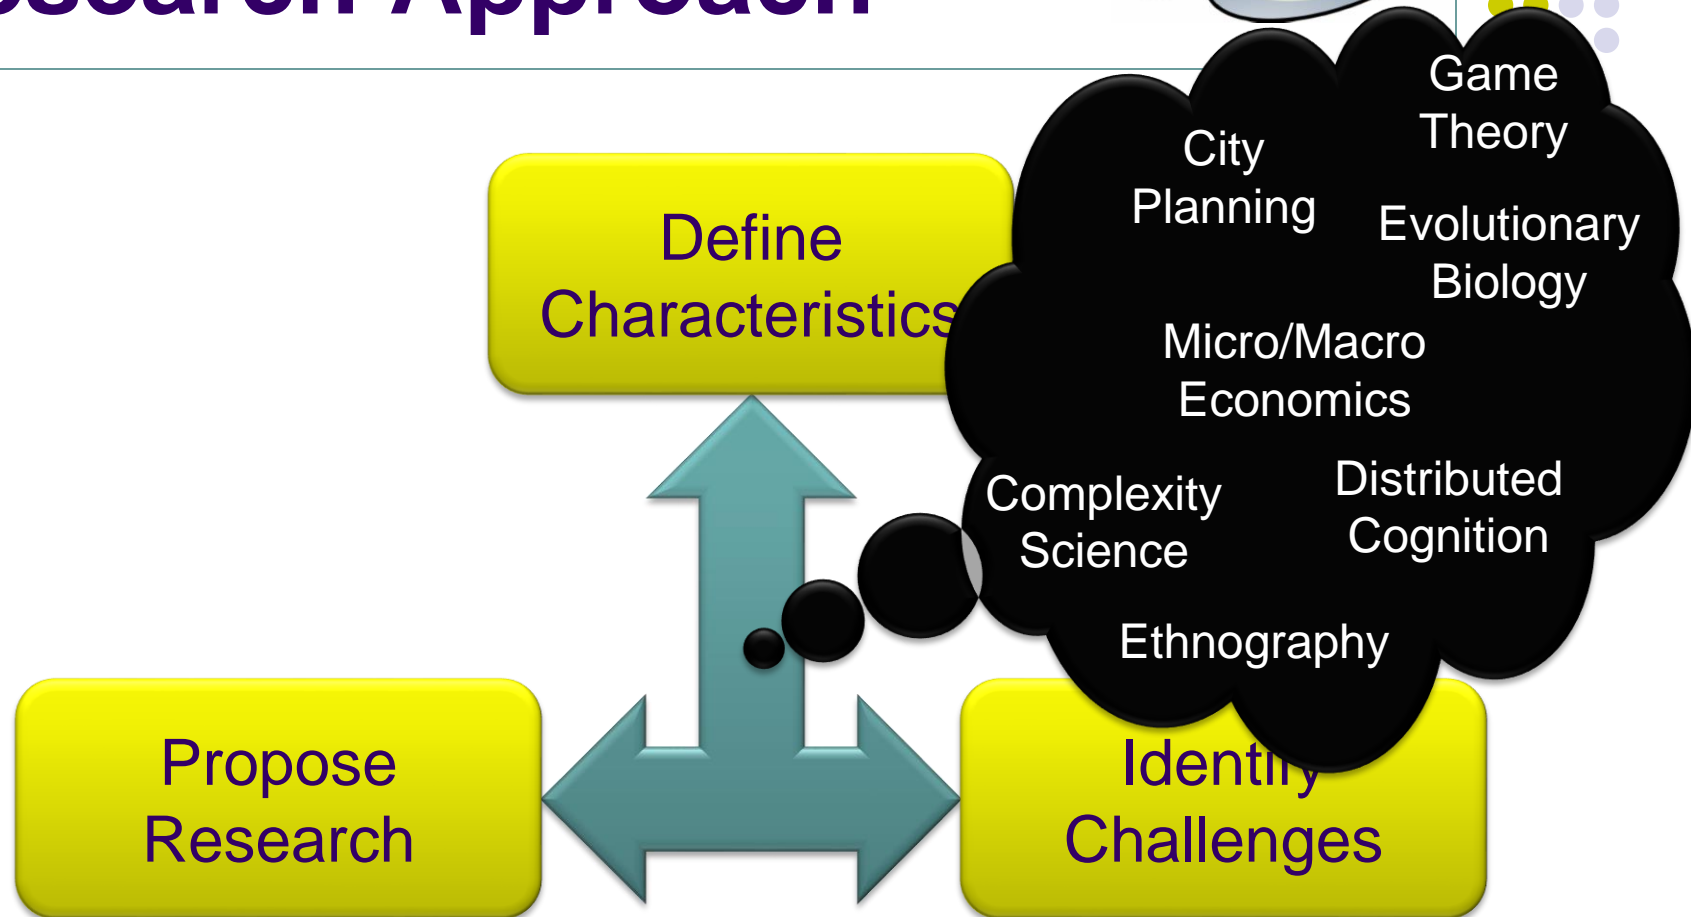 esearch Approach
Game
Theory
City
Planning
Evolutionary
Biology
Define
Characteristics
Micro/Macro
Economics
Complexity
Science
Distributed
Cognition
Ethnography
Propose
Research
Identify
Challenges